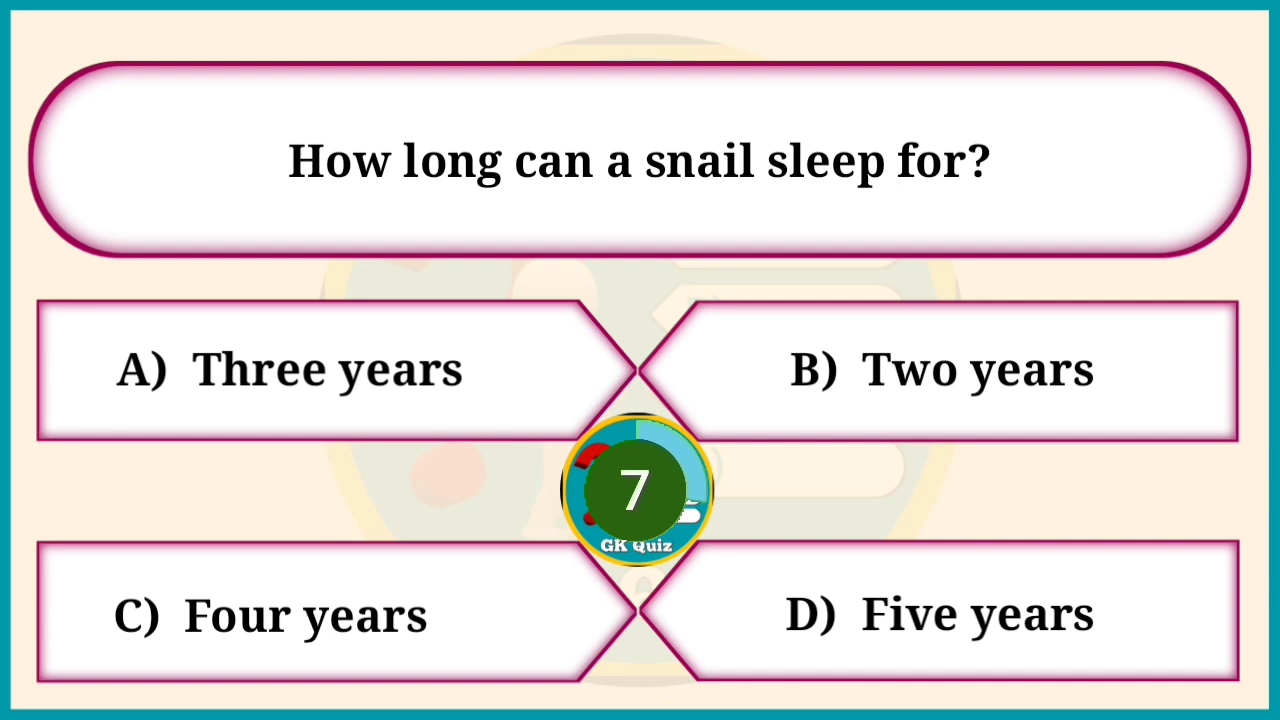 How long can a snail sleep for?
A) Three years
B) Two years
7
GK Quiz
C) Four years
D) Five years